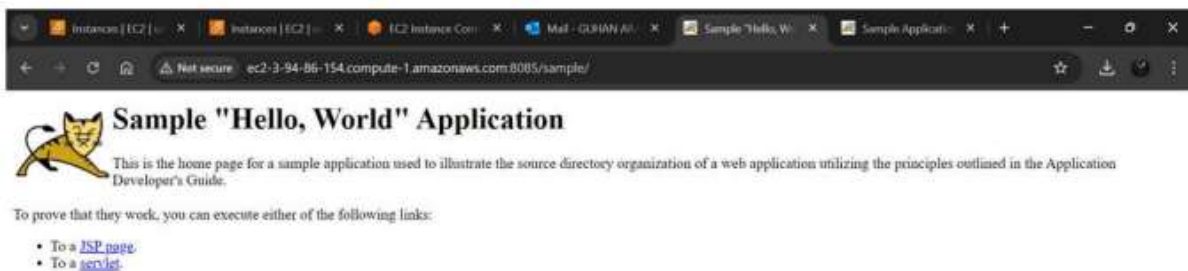 Instances | EC2 |
Instances | EC2 |
EC2 Instance Con
Mail - GUHAN
Sample "Hello, W
Sample Applicati
Not secure
ec2-3-94-86-154.compute-1.amazonaws.com:8085/sample/
Sample "Hello, World" Application
This is the home page for a sample application used to illustrate the source directory organization of a web application utilizing the principles outlined in the Application
Developer's Guide.
To prove that they work, you can execute either of the following links:
• To a JSP page.
• To a servlet.